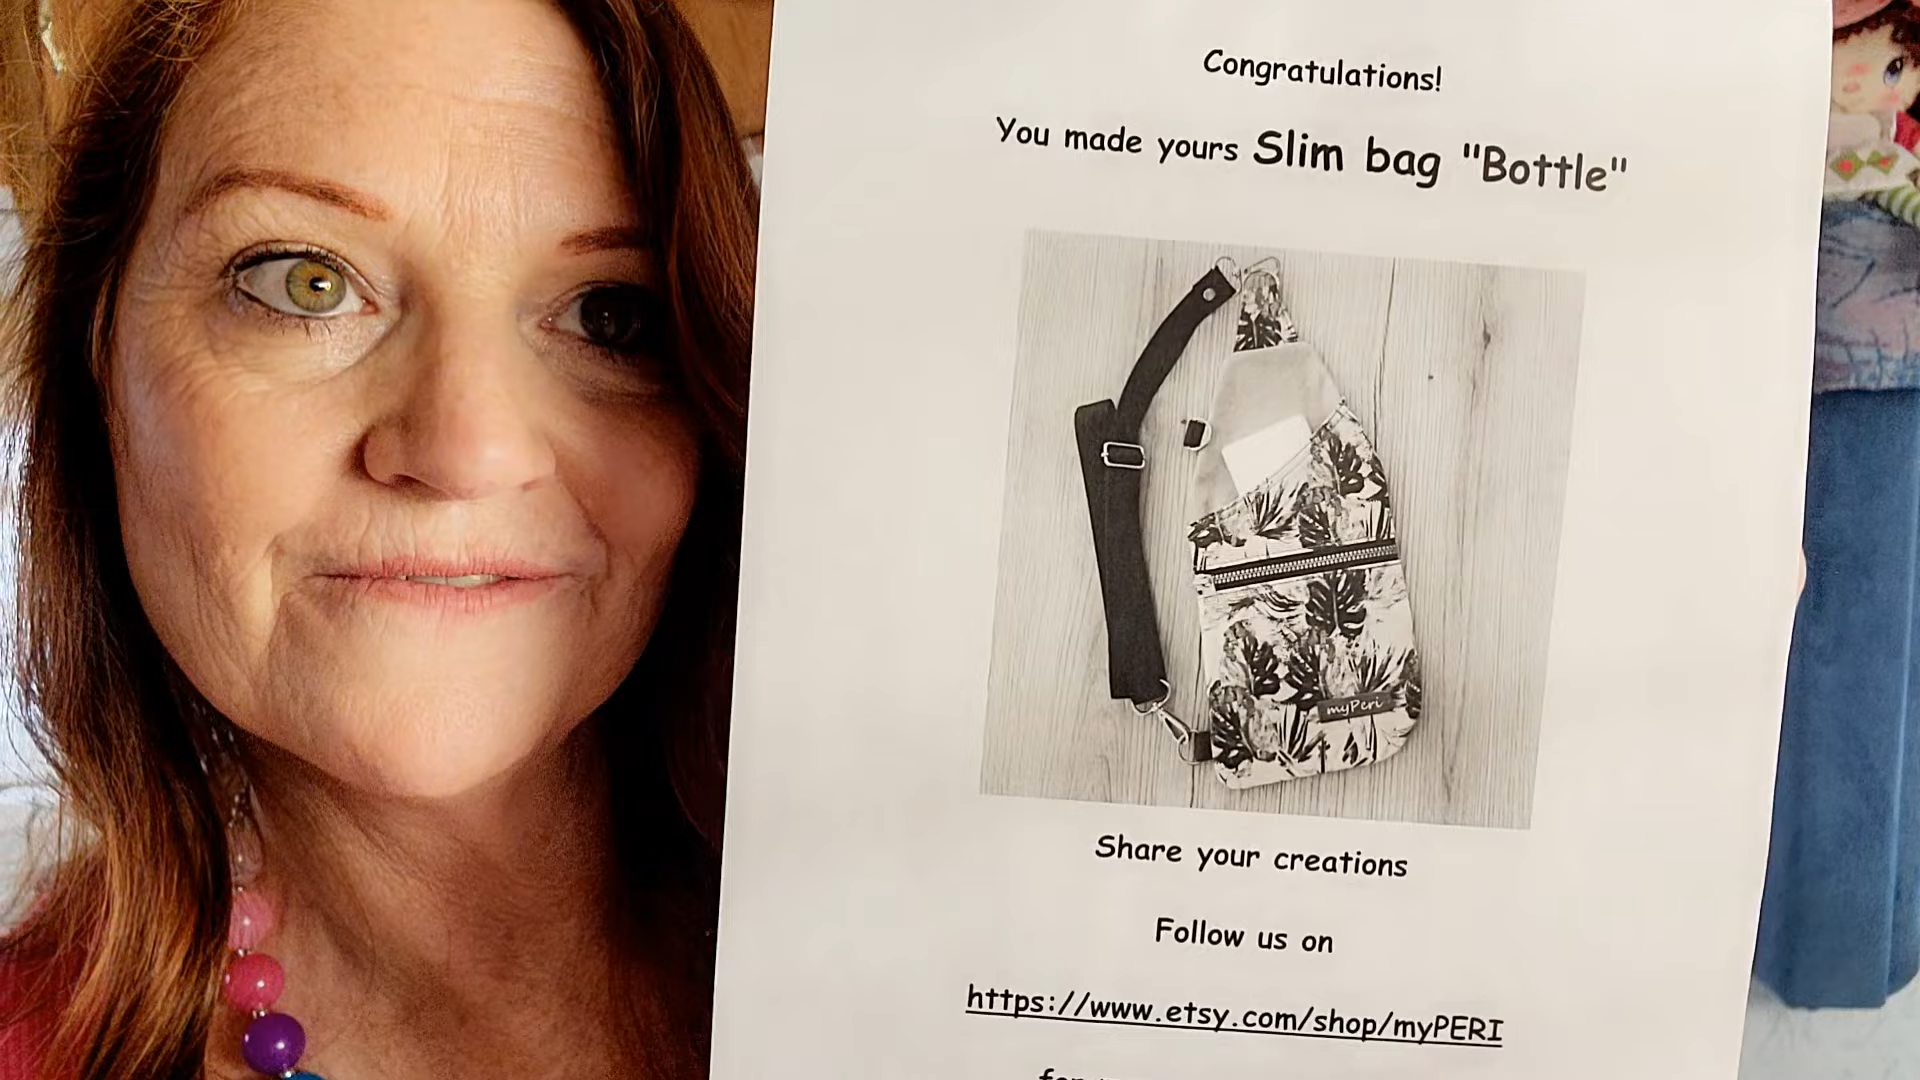 Congratulations!
You made yours Slim bag "Bottle"
myPeri
Share your creations
Follow us on
https://www.etsy.com/shop/myPERI